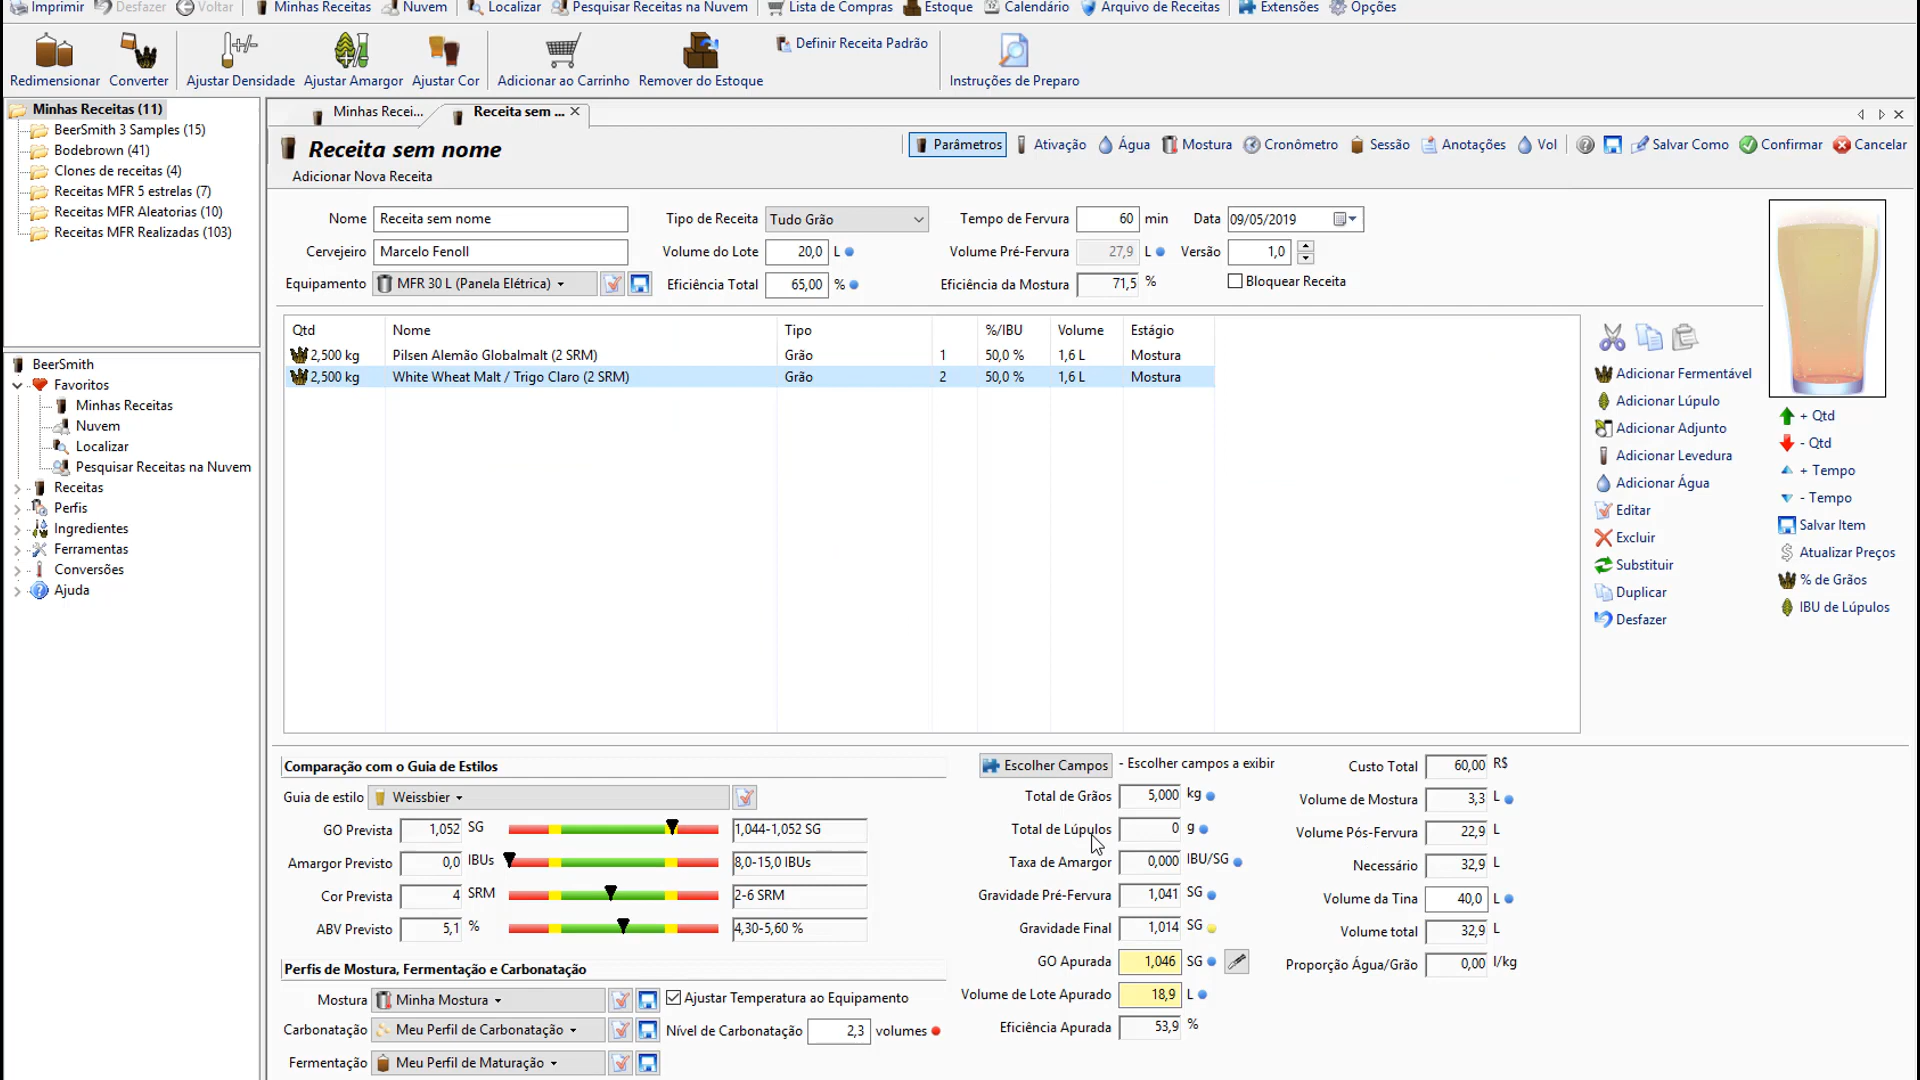 Imprimir Desfazer Voltar Minhas Receitas Nuvem Localizar Pesquisar Receitas na Nuvem Lista de Compras Estoque Calendário Arquivo de Receitas Extensões Opções
Redimensionar Converter Ajustar Densidade Ajustar Amargor Ajustar Cor Adicionar ao Carrinho Remover do Estoque Definir Receita Padrão Instruções de Preparo
Minhas Receitas (11)
BeerSmith 3 Samples (15)
Bodebrown (41)
Clones de receitas (4)
Receitas MFR 5 estrelas (7)
Receitas MFR Aleatorias (10)
Receitas MFR Realizadas (103)
BeerSmith
Favoritos
Minhas Receitas
Nuvem
Localizar
Pesquisar Receitas na Nuvem
Receitas
Perfis
Ingredientes
Ferramentas
Conversões
Ajuda
Minhas Recei... Receita sem ...
Receita sem nome
Adicionar Nova Receita
Parâmetros Ativação Água Mostura Cronômetro Sessão Anotações Vol Salvar Como Confirmar Cancelar
Nome Receita sem nome Tipo de Receita Tudo Grão Tempo de Fervura 60 min Data 09/05/2019
Cervejeiro Marcelo Fenoll Volume do Lote 20,0 L Volume Pré-Fervura 27,9 L Versão 1,0
Equipamento MFR 30 L (Panela Elétrica) Eficiência Total 65,00 % Eficiência da Mostura 71,5 % Bloquear Receita
Qtd Nome Tipo %/IBU Volume Estágio
2,500 kg Pilsen Alemão Globalmalt (2 SRM) Grão 1 50,0 % 1,6 L Mostura
2,500 kg White Wheat Malt / Trigo Claro (2 SRM) Grão 2 50,0 % 1,6 L Mostura
Adicionar Fermentável
Adicionar Lúpulo
Adicionar Adjunto
Adicionar Levedura
Adicionar Água
Editar
Excluir
Substituir
Duplicar
Desfazer
+ Qtd
- Qtd
+ Tempo
- Tempo
Salvar Item
Atualizar Preços
% de Grãos
IBU de Lúpulos
Comparação com o Guia de Estilos
Guia de estilo Weissbier
GO Prevista 1,052 SG 1,044-1,052 SG
Amargor Previsto 0,0 IBUs 8,0-15,0 IBUs
Cor Prevista 4 SRM 2-6 SRM
ABV Previsto 5,1 % 4,30-5,60 %
Perfis de Mostura, Fermentação e Carbonatação
Mostura Minha Mostura Ajustar Temperatura ao Equipamento
Carbonatação Meu Perfil de Carbonatação Nível de Carbonatação 2,3 volumes
Fermentação Meu Perfil de Maturação
Escolher Campos - Escolher campos a exibir
Total de Grãos 5,000 kg
Total de Lúpulos 0 g
Taxa de Amargor 0,000 IBU/SG
Gravidade Pré-Fervura 1,041 SG
Gravidade Final 1,014 SG
GO Apurada 1,046 SG
Volume de Lote Apurado 18,9 L
Eficiência Apurada 53,9 %
Custo Total 60,00 R$
Volume de Mostura 3,3 L
Volume Pós-Fervura 22,9 L
Necessário 32,9 L
Volume da Tina 40,0 L
Volume total 32,9 L
Proporção Água/Grão 0,00 l/kg